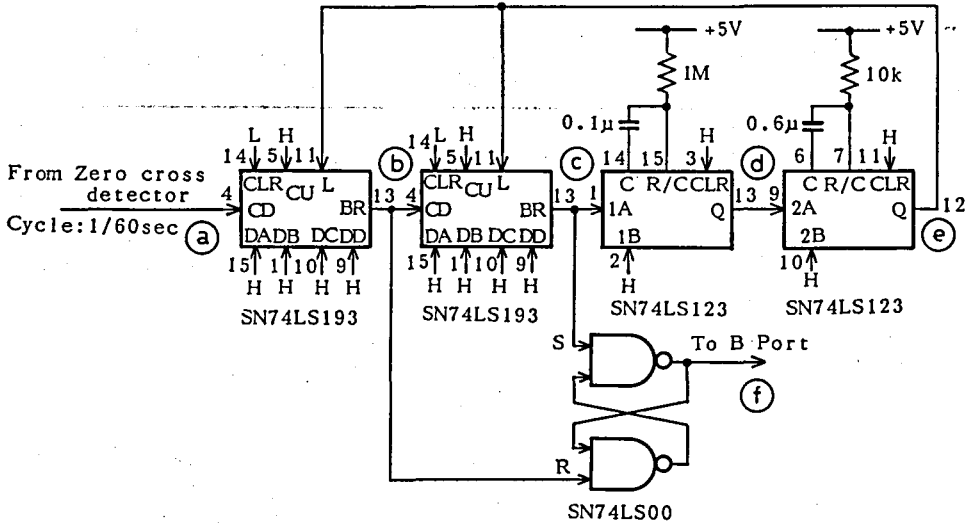 +5V
+5V
1M
10k
0.1μ
0.6μ
L H
14 5 11
b
14 L H
5 11
c
14 15 3 H
d
6 7 11 H
From Zero cross
detector
Cycle: 1/60sec
a
4
CLR CU L
CD BR
DA DB DC DD
13
4
CLR CU L
CD BR
DA DB DC DD
13
1
C R/C CLR
1A Q
1B
13
9
C R/C CLR
2A Q
2B
12
e
15 1 10 9
H H H H
SN74LS193
15 1 10 9
H H H H
SN74LS193
2
H
SN74LS123
10
H
SN74LS123
S
To B Port
f
R
SN74LS00